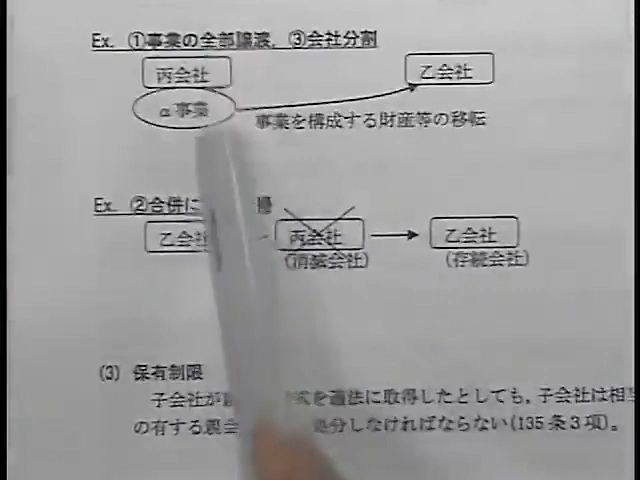 Ex. ①事業の全部譲渡，③会社分割
丙会社
乙会社
α事業
事業を構成する財産等の移転
Ex. ②合併に
乙会社
丙会社
乙会社
(消滅会社)
(存続会社)
(3) 保有制限
子会社が 式を適法に取得したとしても，子会社は相当
の有する親会 処分しなければならない(135条3項)。